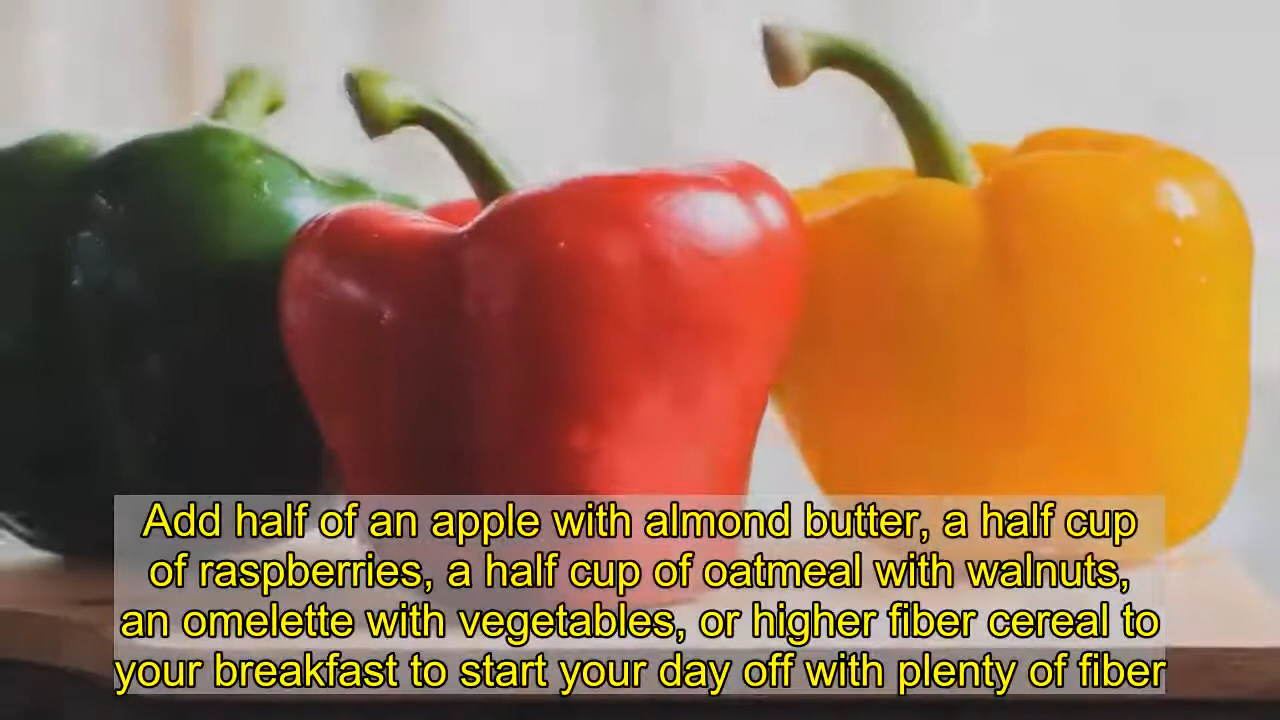 Add half of an apple with almond butter, a half cup
of raspberries, a half cup of oatmeal with walnuts,
an omelette with vegetables, or higher fiber cereal to
your breakfast to start your day off with plenty of fiber